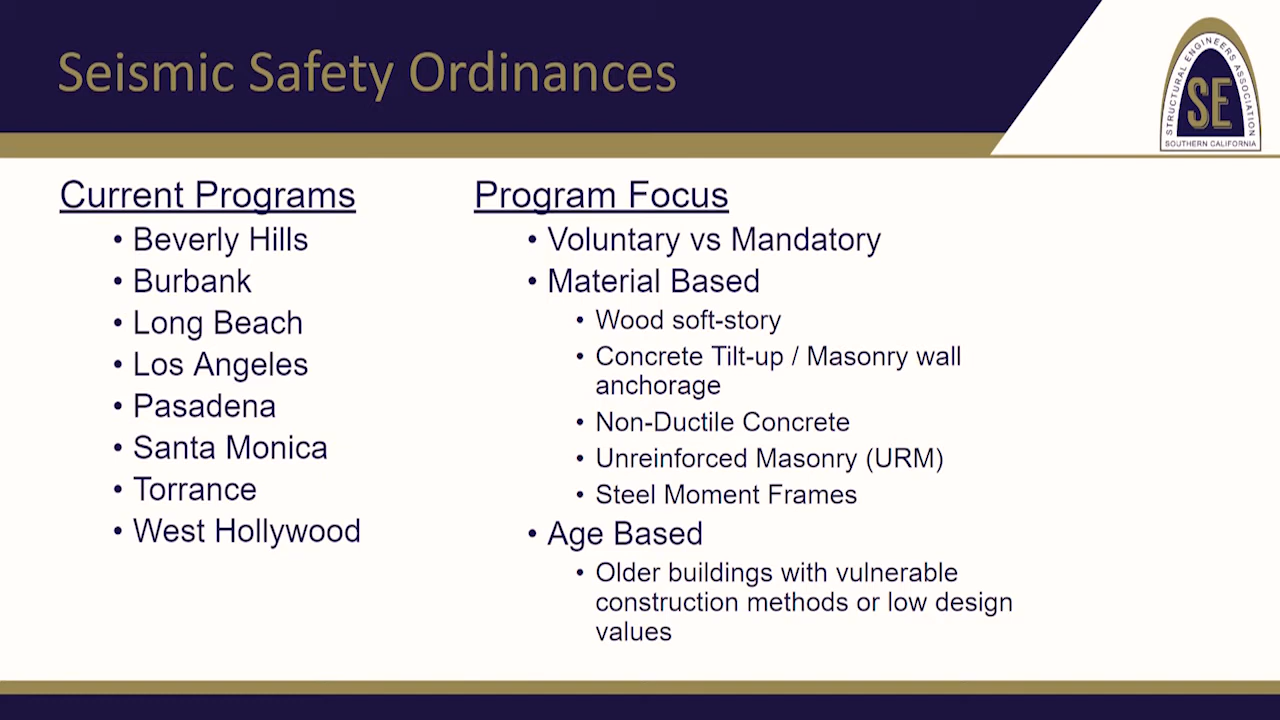 Seismic Safety Ordinances
STRUCTURAL ENGINEERS ASSOCIATION
SE
SOUTHERN CALIFORNIA
Current Programs
• Beverly Hills
• Burbank
• Long Beach
• Los Angeles
• Pasadena
• Santa Monica
• Torrance
• West Hollywood
Program Focus
• Voluntary vs Mandatory
• Material Based
• Wood soft-story
• Concrete Tilt-up / Masonry wall
anchorage
• Non-Ductile Concrete
• Unreinforced Masonry (URM)
• Steel Moment Frames
• Age Based
• Older buildings with vulnerable
construction methods or low design
values